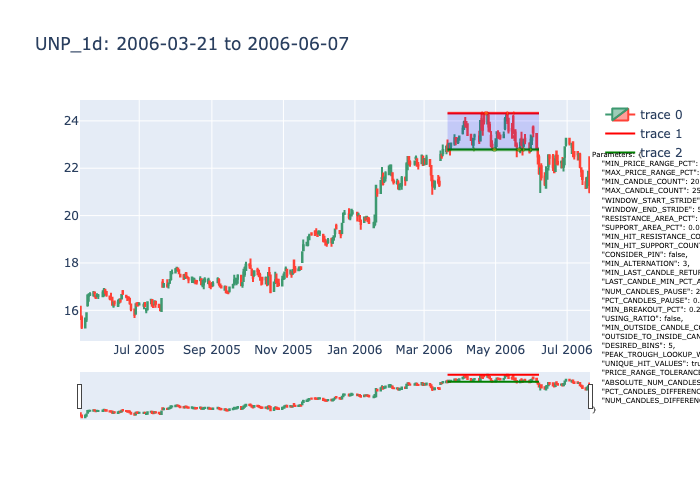 UNP_1d: 2006-03-21 to 2006-06-07
24
22
20
18
16
Jul 2005
Sep 2005
Nov 2005
Jan 2006
Mar 2006
May 2006
Jul 2006
trace 0
trace 1
trace 2
Parameters: {
"MIN_PRICE_RANGE_PCT":
"MAX_PRICE_RANGE_PCT":
"MIN_CANDLE_COUNT": 20
"MAX_CANDLE_COUNT": 25
"WINDOW_START_STRIDE"
"WINDOW_END_STRIDE": 5
"RESISTANCE_AREA_PCT":
"SUPPORT_AREA_PCT": 0.0
"MIN_HIT_RESISTANCE_CO
"MIN_HIT_SUPPORT_COUNT
"CONSIDER_PIN": false,
"MIN_ALTERNATION": 3,
"MIN_LAST_CANDLE_RETUR
"LAST_CANDLE_MIN_PCT_A
"NUM_CANDLES_PAUSE": 2
"PCT_CANDLES_PAUSE": 0.
"MIN_BREAKOUT_PCT": 0.2
"USING_RATIO": false,
"MIN_OUTSIDE_CANDLE_CO
"OUTSIDE_TO_INSIDE_CAN
"DESIRED_BINS": 5,
"PEAK_TROUGH_LOOKUP_W
"UNIQUE_HIT_VALUES": tru
"PRICE_RANGE_TOLERANC
"ABSOLUTE_NUM_CANDLES
"PCT_CANDLES_DIFFERENC
"NUM_CANDLES_DIFFEREN
}